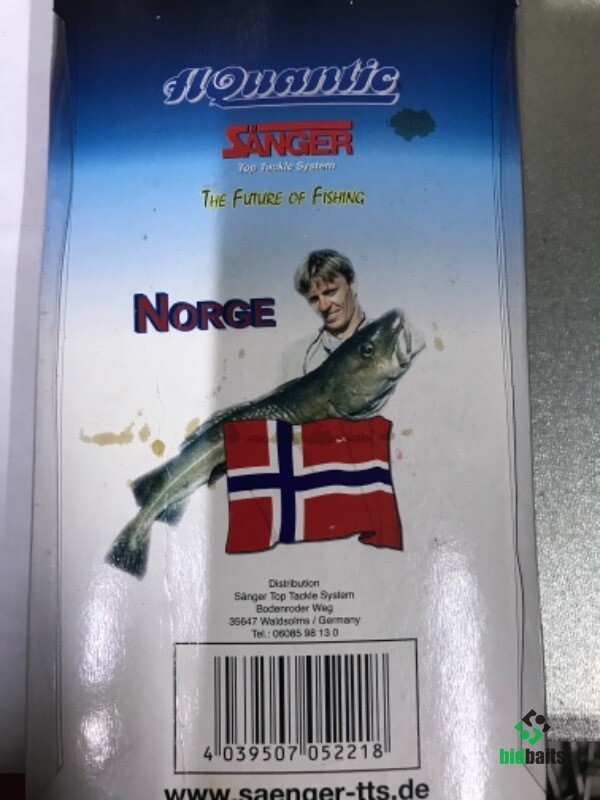 AQuantic
SÄNGER
Top Tackle System
THE FUTURE OF FISHING
NORGE
Distribution
Sänger Top Tackle System
Bodenroder Weg
35647 Waldsolms / Germany
Tel.: 06085 98 13 0
4 039507 052218
www.saenger-tts.de
bidbaits